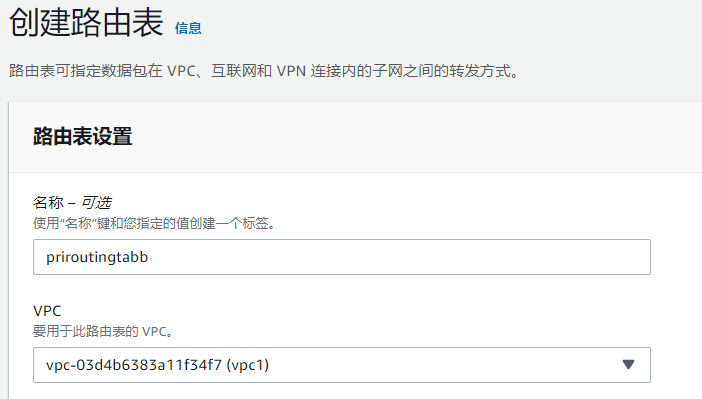 创建路由表 信息
路由表可指定数据包在 VPC、互联网和 VPN 连接内的子网之间的转发方式。
路由表设置
名称 – 可选
使用“名称”键和您指定的值创建一个标签。
priroutingtabb
VPC
要用于此路由表的 VPC。
vpc-03d4b6383a11f34f7 (vpc1)